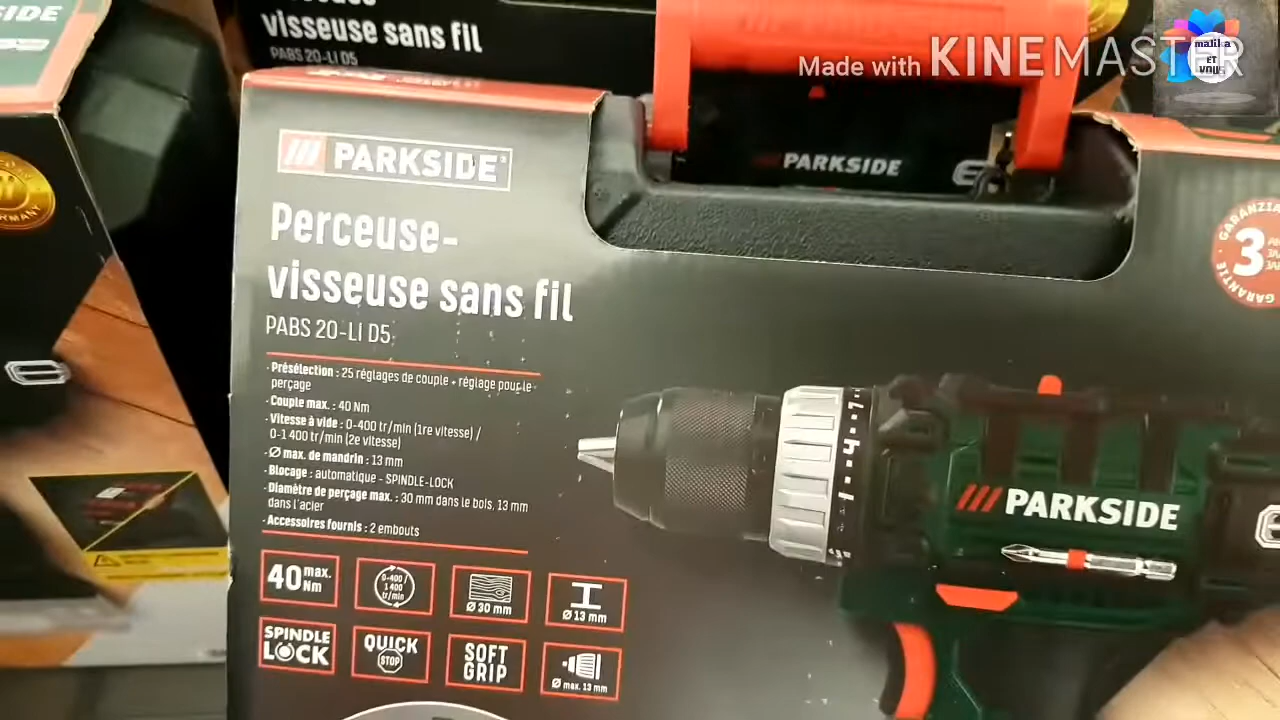 visseuse sans fil
PABS 20-LI D5
Made with KINEMASTER
malika
ET
VOUS
PARKSIDE
PARKSIDE
Perceuse-
visseuse sans fil
PABS 20-LI D5
GARANZIA
3
GARANTIE
· Présélection : 25 réglages de couple + réglage pour le
perçage
· Couple max. : 40 Nm
· Vitesse à vide : 0-400 tr/min (1re vitesse) /
0-1 400 tr/min (2e vitesse)
· Ø max. de mandrin : 13 mm
· Blocage : automatique - SPINDLE-LOCK
· Diamètre de perçage max. : 30 mm dans le bois, 13 mm
dans l'acier
· Accessoires fournis : 2 embouts
PARKSIDE
40 max.
Nm
0-400 /
1 400
tr/min
Ø 30 mm
Ø 13 mm
SPINDLE
LOCK
QUICK
STOP
SOFT
GRIP
Ø max. 13 mm